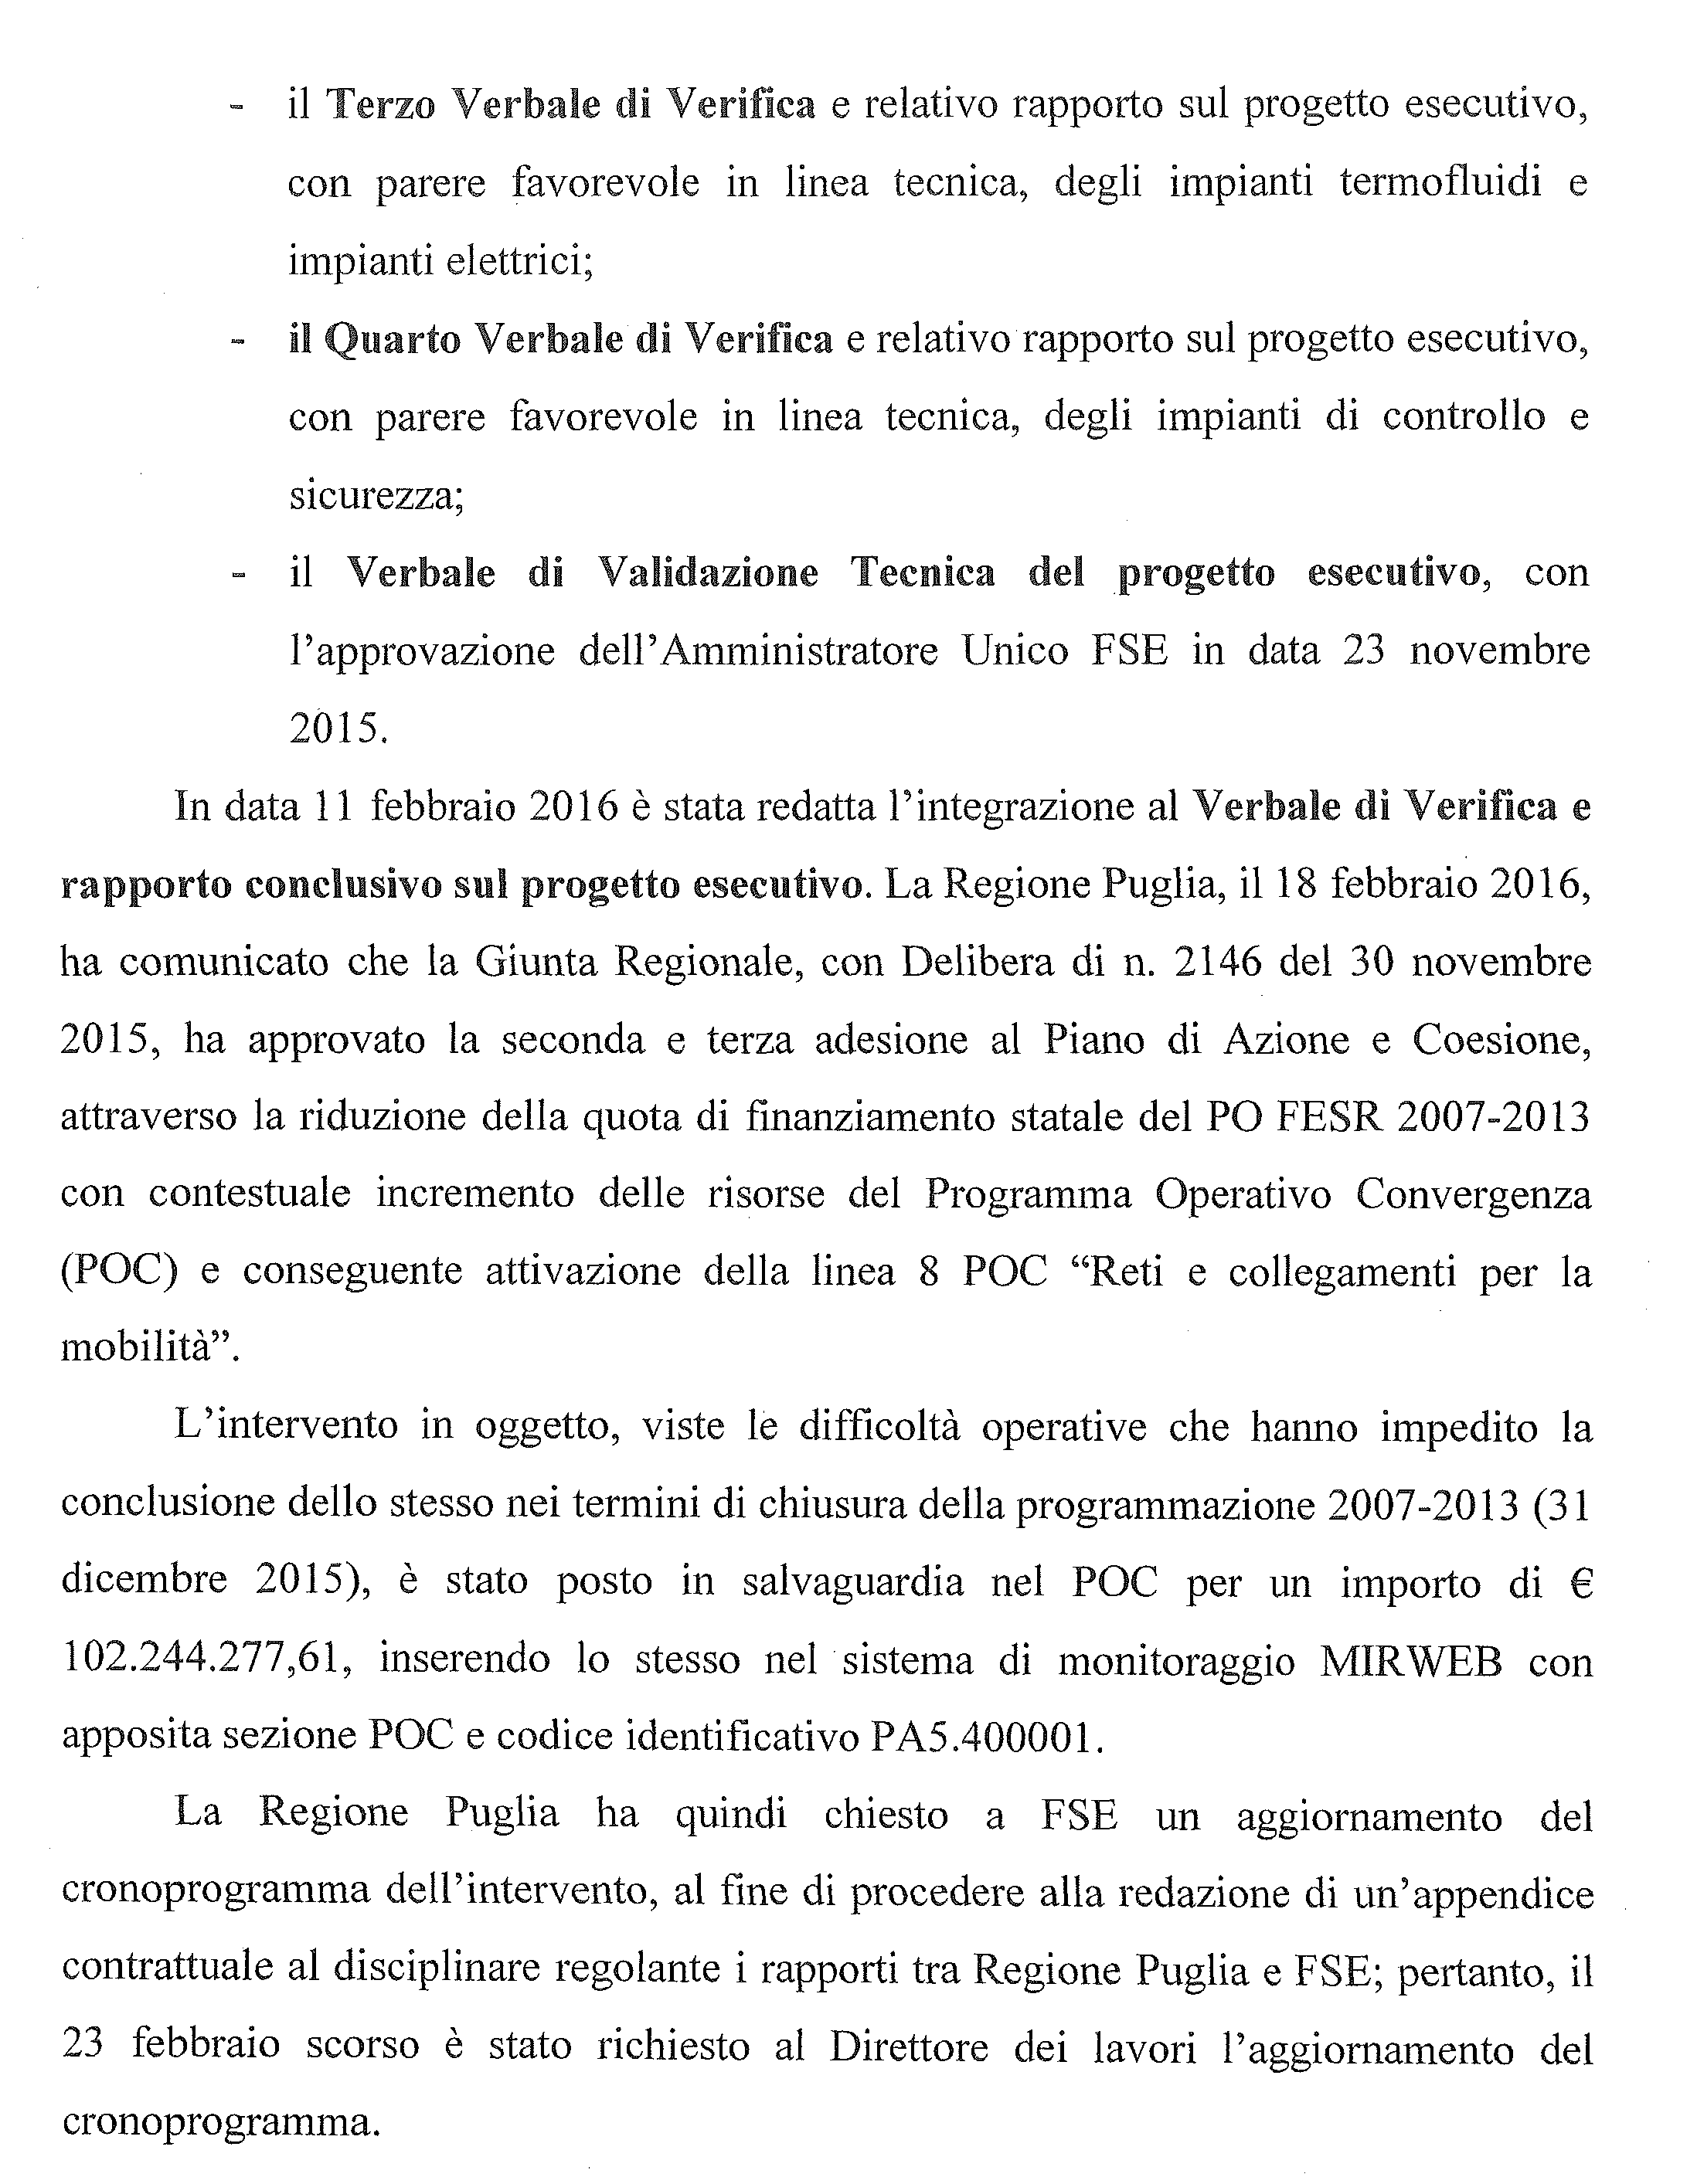 - il Terzo Verbale di Verifica e relativo rapporto sul progetto esecutivo,
con parere favorevole in linea tecnica, degli impianti termofluidi e
impianti elettrici;
- il Quarto Verbale di Verifica e relativo rapporto sul progetto esecutivo,
con parere favorevole in linea tecnica, degli impianti di controllo e
sicurezza;
- il Verbale di Validazione Tecnica del progetto esecutivo, con
l’approvazione dell’Amministratore Unico FSE in data 23 novembre
2015.
In data 11 febbraio 2016 è stata redatta l’integrazione al Verbale di Verifica e
rapporto conclusivo sul progetto esecutivo. La Regione Puglia, il 18 febbraio 2016,
ha comunicato che la Giunta Regionale, con Delibera di n. 2146 del 30 novembre
2015, ha approvato la seconda e terza adesione al Piano di Azione e Coesione,
attraverso la riduzione della quota di finanziamento statale del PO FESR 2007-2013
con contestuale incremento delle risorse del Programma Operativo Convergenza
(POC) e conseguente attivazione della linea 8 POC “Reti e collegamenti per la
mobilità”.
L’intervento in oggetto, viste le difficoltà operative che hanno impedito la
conclusione dello stesso nei termini di chiusura della programmazione 2007-2013 (31
dicembre 2015), è stato posto in salvaguardia nel POC per un importo di €
102.244.277,61, inserendo lo stesso nel sistema di monitoraggio MIRWEB con
apposita sezione POC e codice identificativo PA5.400001.
La Regione Puglia ha quindi chiesto a FSE un aggiornamento del
cronoprogramma dell’intervento, al fine di procedere alla redazione di un’appendice
contrattuale al disciplinare regolante i rapporti tra Regione Puglia e FSE; pertanto, il
23 febbraio scorso è stato richiesto al Direttore dei lavori l’aggiornamento del
cronoprogramma.